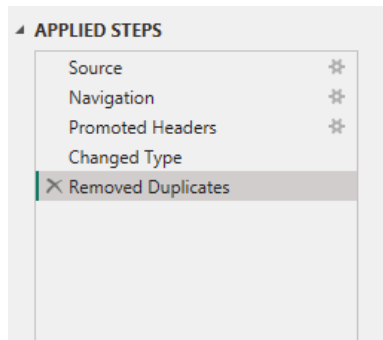 APPLIED STEPS
Source
Navigation
Promoted Headers
Changed Type
Removed Duplicates